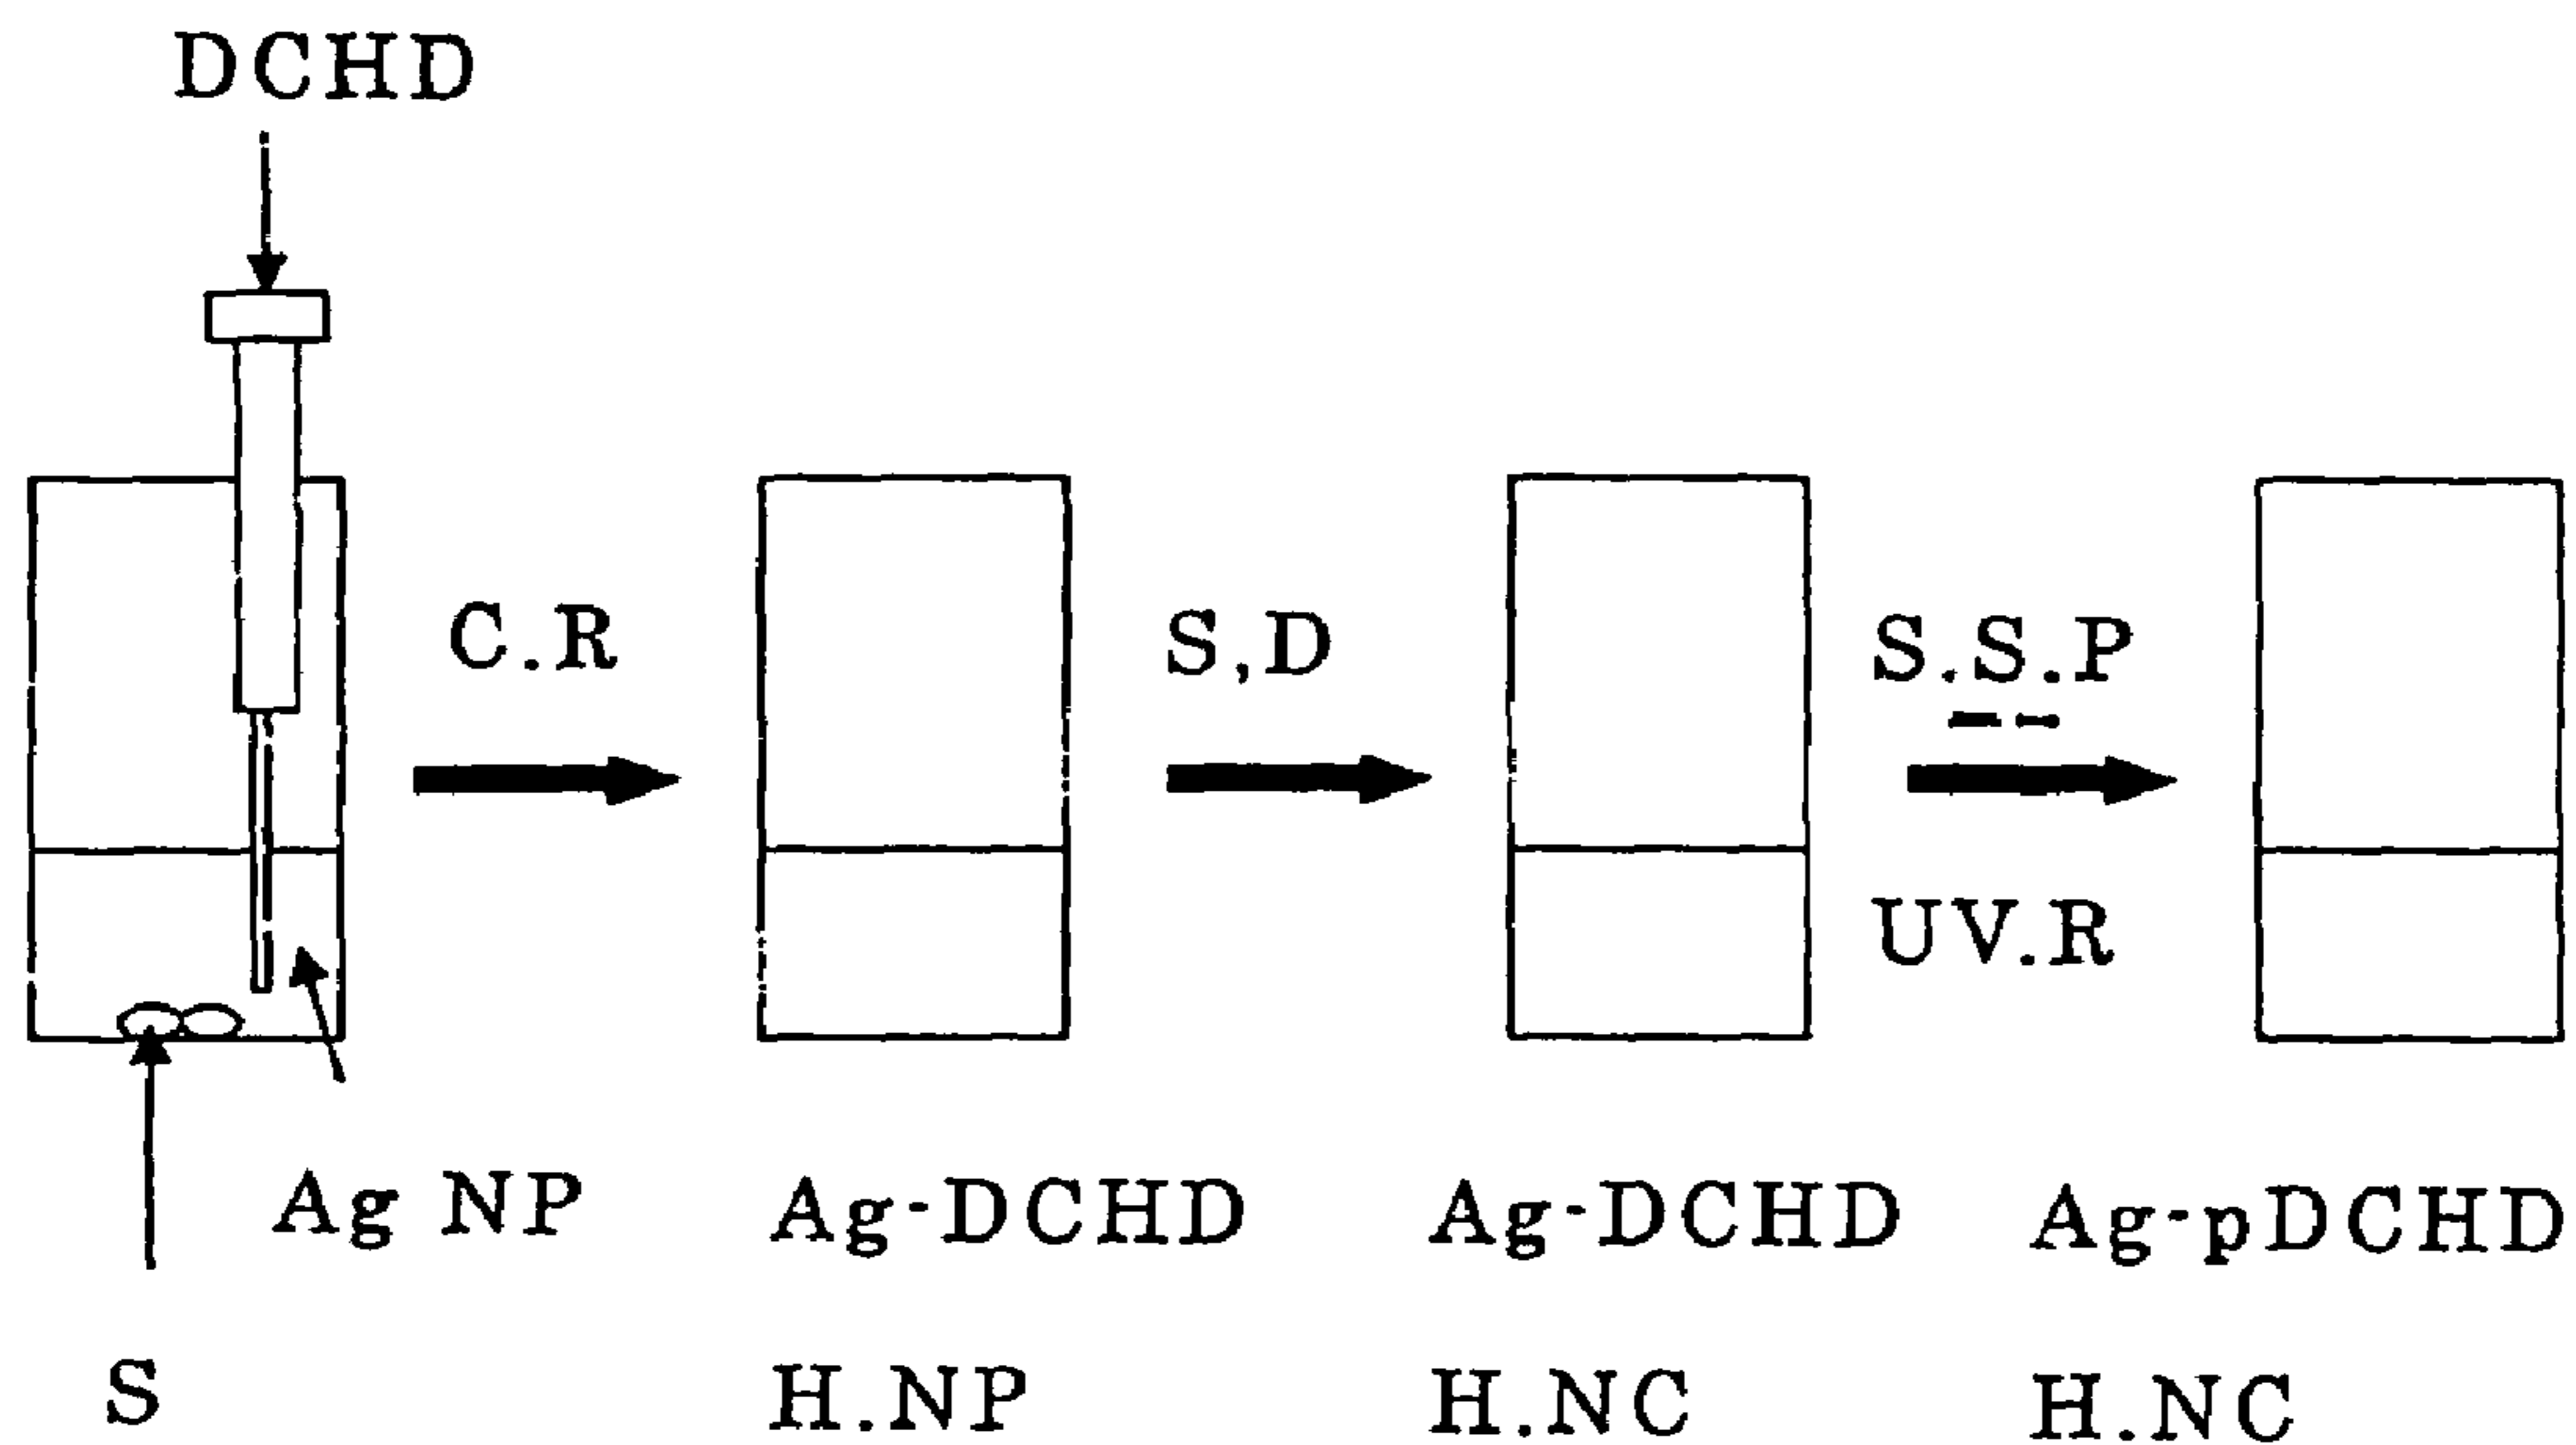 DCHD
C.R
S,D
S.S.P
UV.R
Ag NP
Ag-DCHD
Ag-DCHD
Ag-pDCHD
S
H.NP
H.NC
H.NC